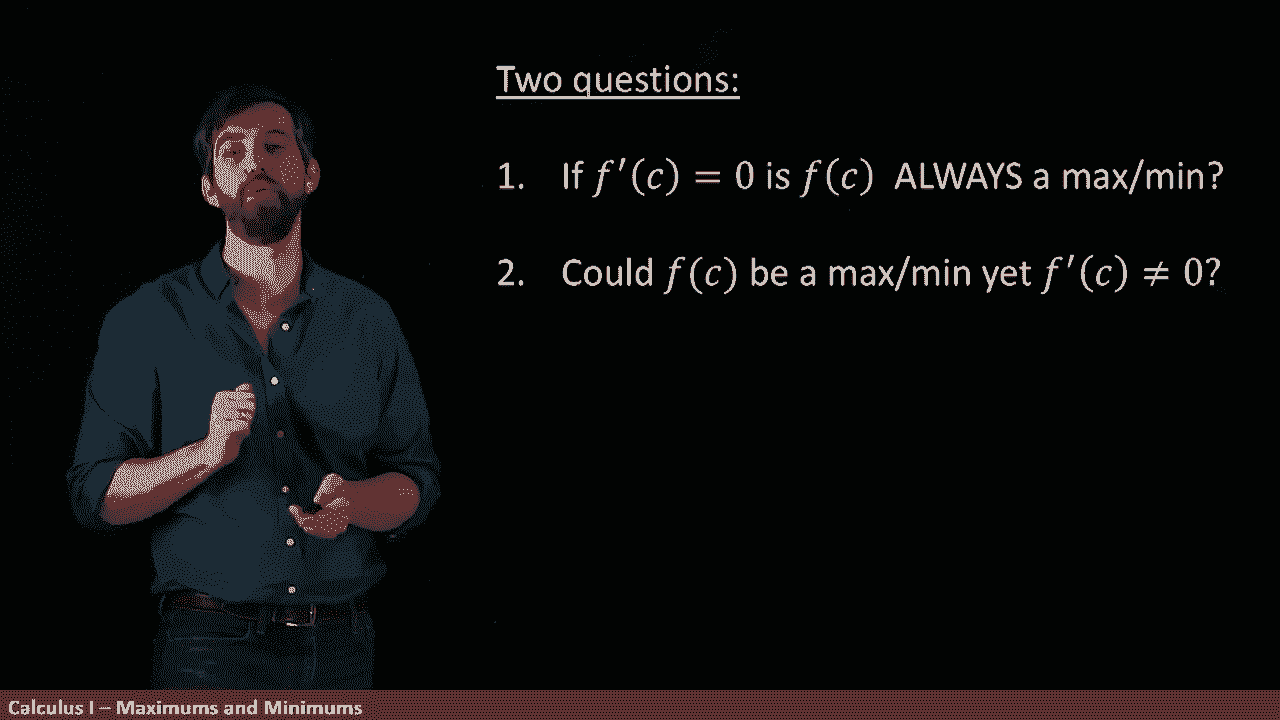 Two questions:
1. If f′(c) = 0 is f(c) ALWAYS a max/min?
2. Could f(c) be a max/min yet f′(c) ≠ 0?
Calculus I – Maximums and Minimums